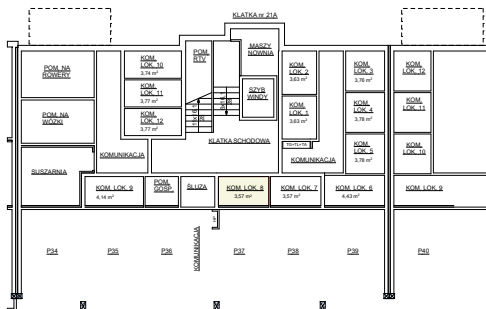 KLATKA nr 21A
POM. NA
ROWERY
POM. NA
WÓZKI
SUSZARNIA
KOMUNIKACJA
KOM.
LOK. 10
3,74 m²
KOM.
LOK. 11
3,77 m²
KOM.
LOK. 12
3,77 m²
POM.
RTV
MASZY
NOWNIA
SZYB
WINDY
KLATKA SCHODOWA
KOM.
LOK. 2
3,63 m²
KOM.
LOK. 1
3,63 m²
TG+TL+TA
KOMUNIKACJA
KOM.
LOK. 3
3,76 m²
KOM.
LOK. 4
3,78 m²
KOM.
LOK. 5
3,78 m²
KOM.
LOK. 12
KOM.
LOK. 11
KOM.
LOK. 10
KOM. LOK. 9
4,14 m²
POM.
GOSP.
ŚLUZA
KOM. LOK. 8
3,57 m²
KOM. LOK. 7
3,57 m²
KOM. LOK. 6
4,43 m²
KOM. LOK. 9
HP
KOMUNIKACJA
P34
P35
P36
P37
P38
P39
P40